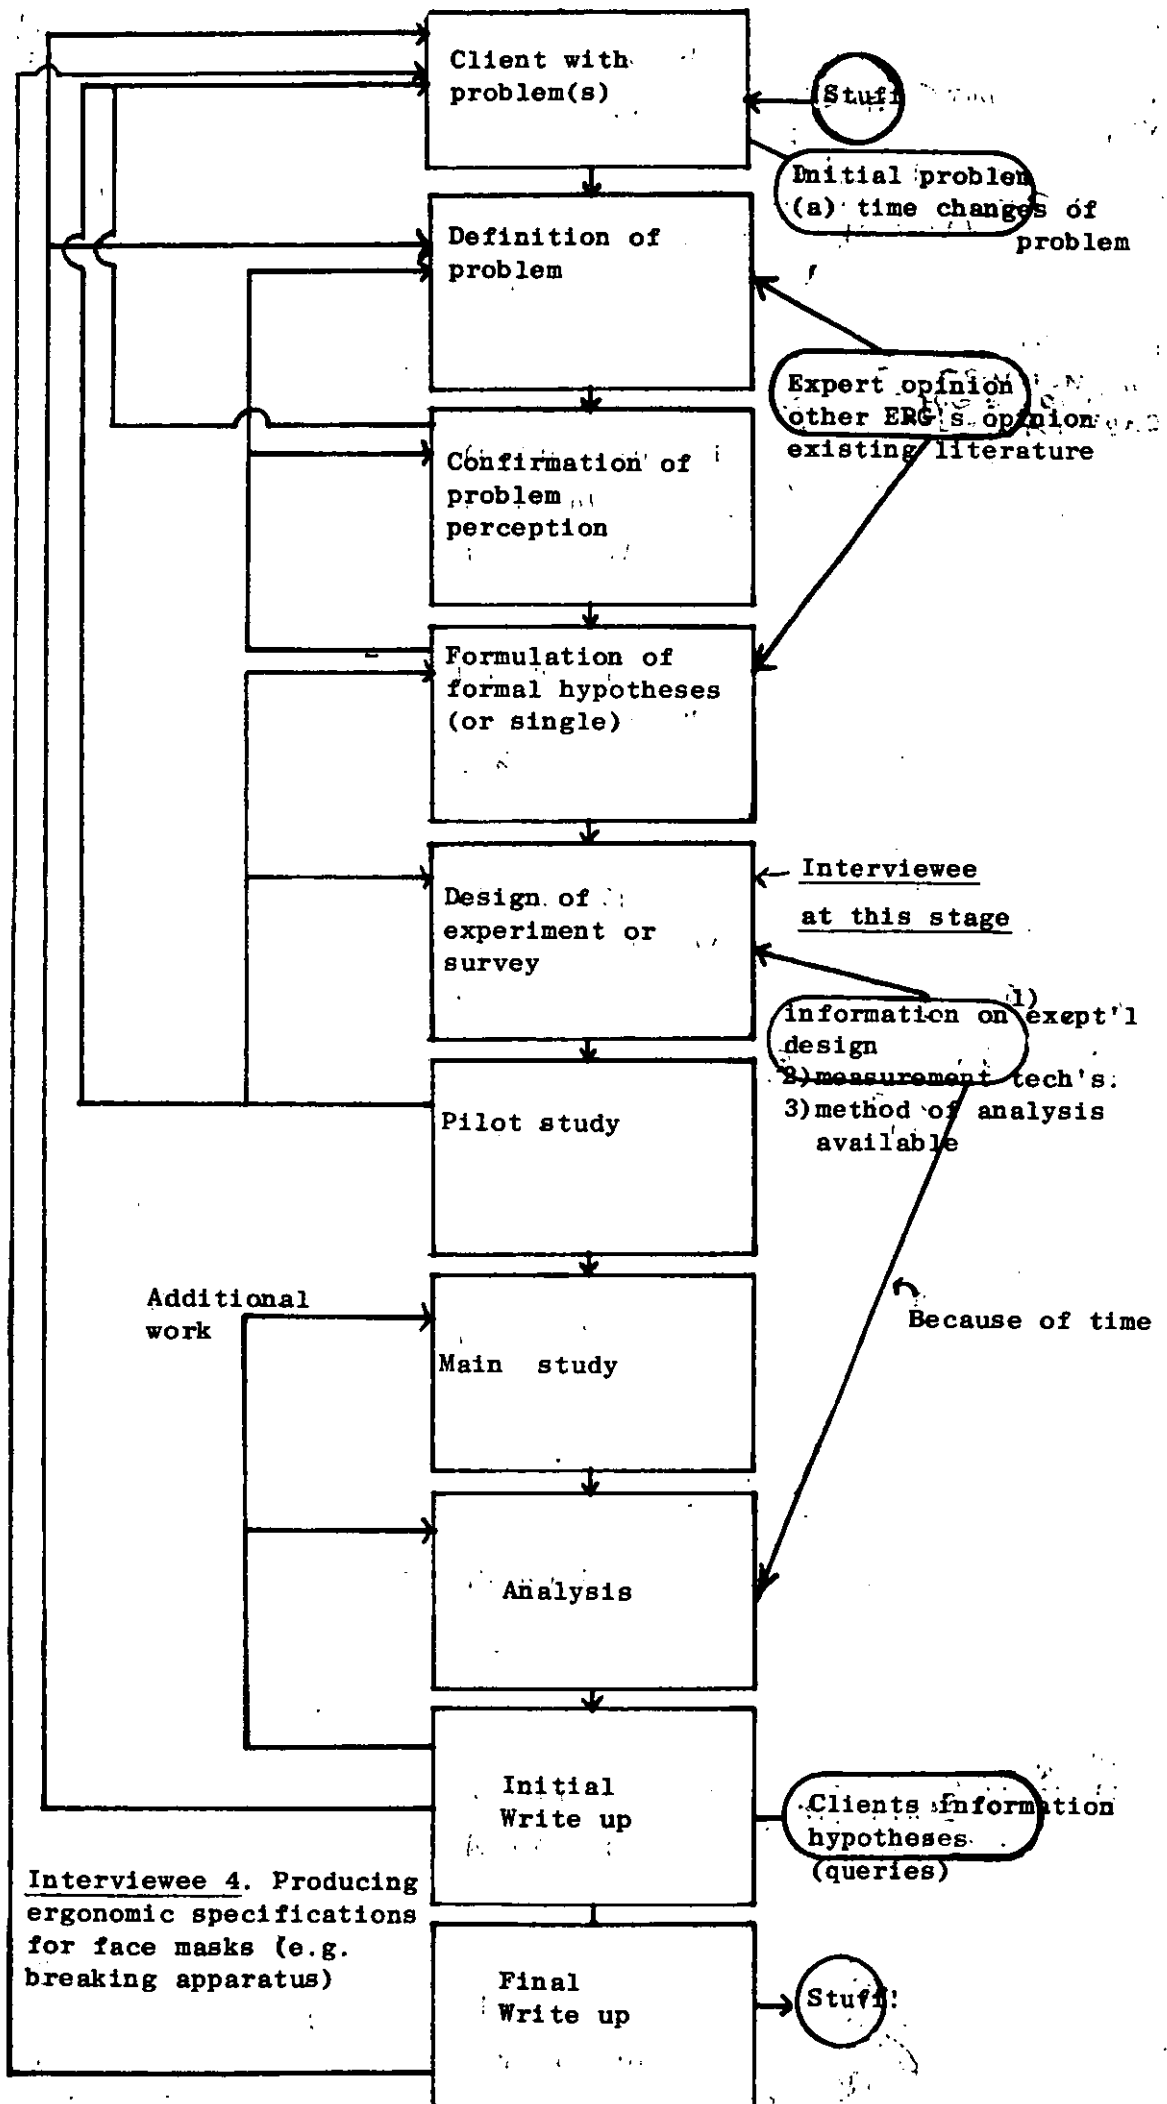 Client with
problem(s)
Stuff
Initial problem
(a) time changes of
problem
Definition of
problem
Expert opinion
other ERG's opinion
existing literature
Confirmation of
problem
perception
Formulation of
formal hypotheses
(or single)
Design of
experiment or
survey
Interviewee
at this stage
1)
information on exept'l
design
2)measurement tech's.
3)method of analysis
available
Pilot study
Because of time
Additional
work
Main study
Analysis
Initial
Write up
Clients information
hypotheses
(queries)
Interviewee 4. Producing
ergonomic specifications
for face masks (e.g.
breaking apparatus)
Final
Write up
Stuff!